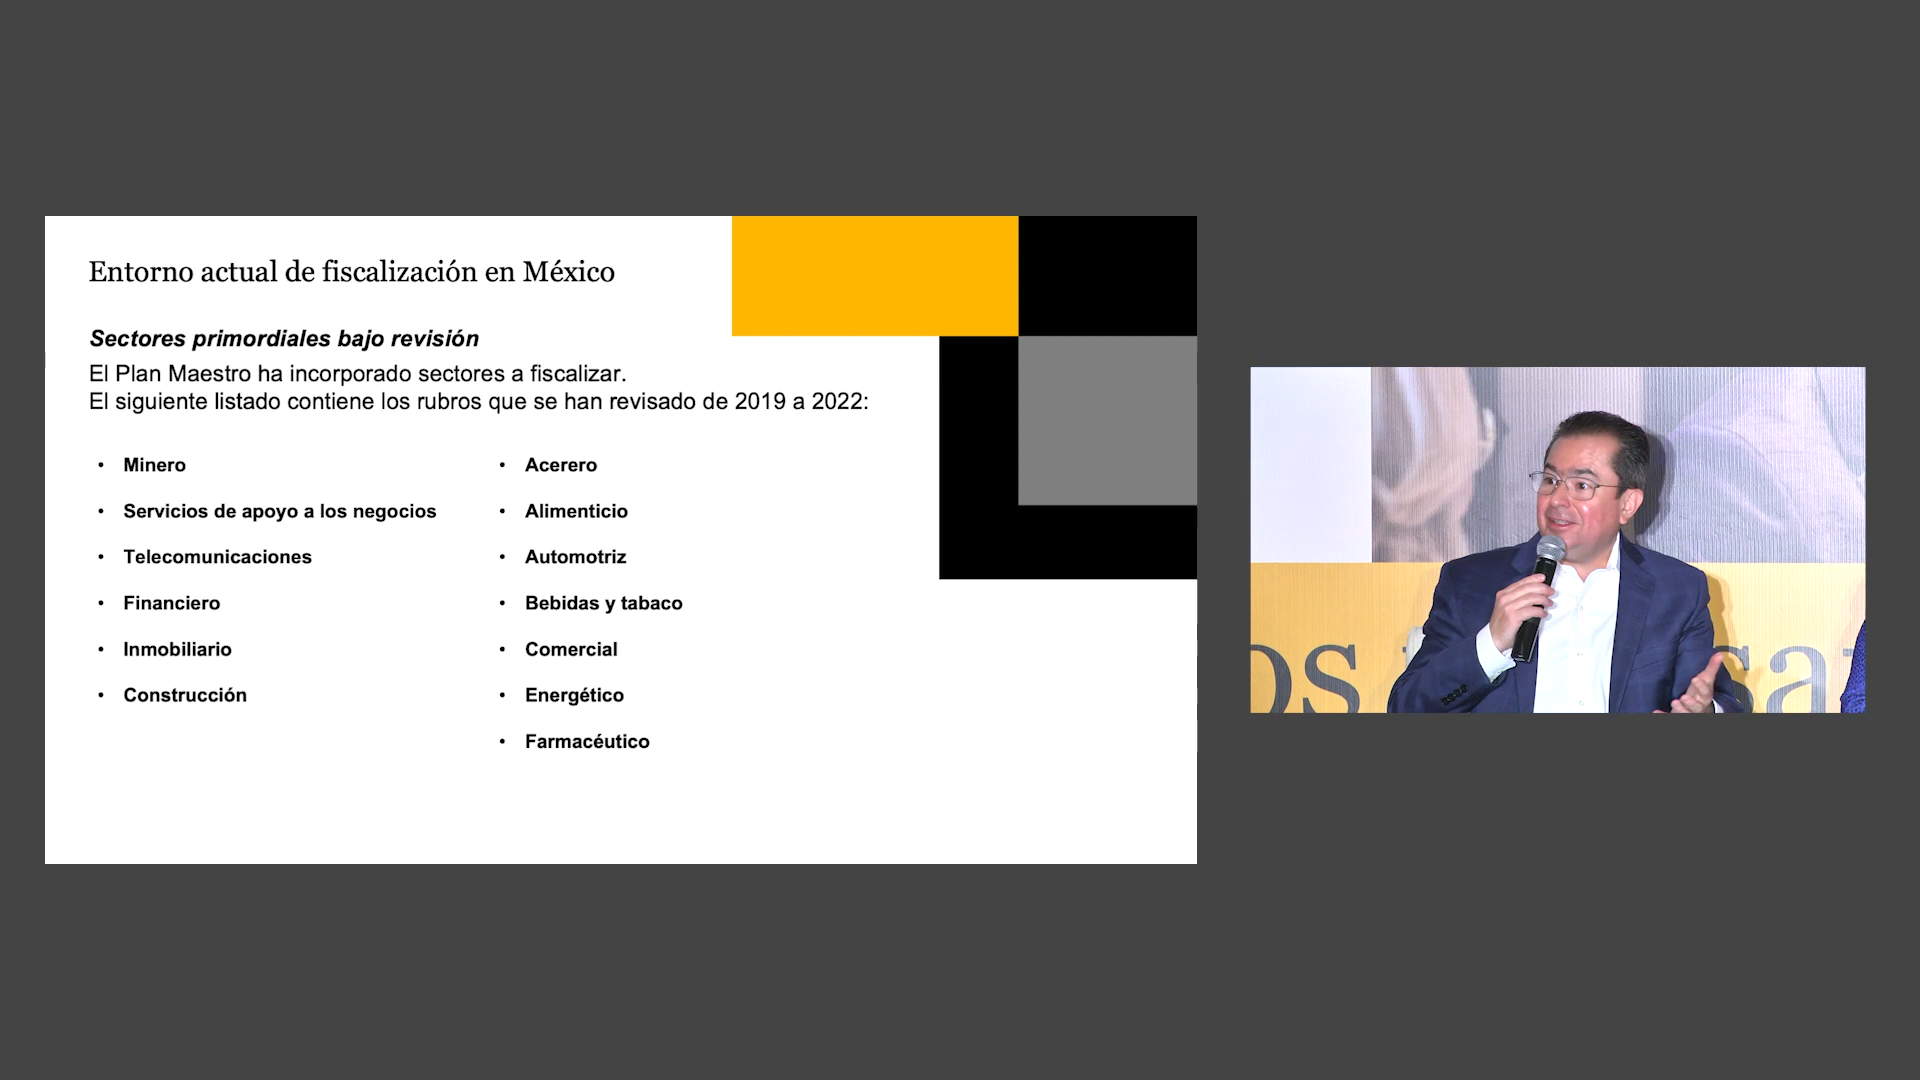 Entorno actual de fiscalización en México
Sectores primordiales bajo revisión
El Plan Maestro ha incorporado sectores a fiscalizar.
El siguiente listado contiene los rubros que se han revisado de 2019 a 2022:
• Minero
• Servicios de apoyo a los negocios
• Telecomunicaciones
• Financiero
• Inmobiliario
• Construcción
• Acerero
• Alimenticio
• Automotriz
• Bebidas y tabaco
• Comercial
• Energético
• Farmacéutico